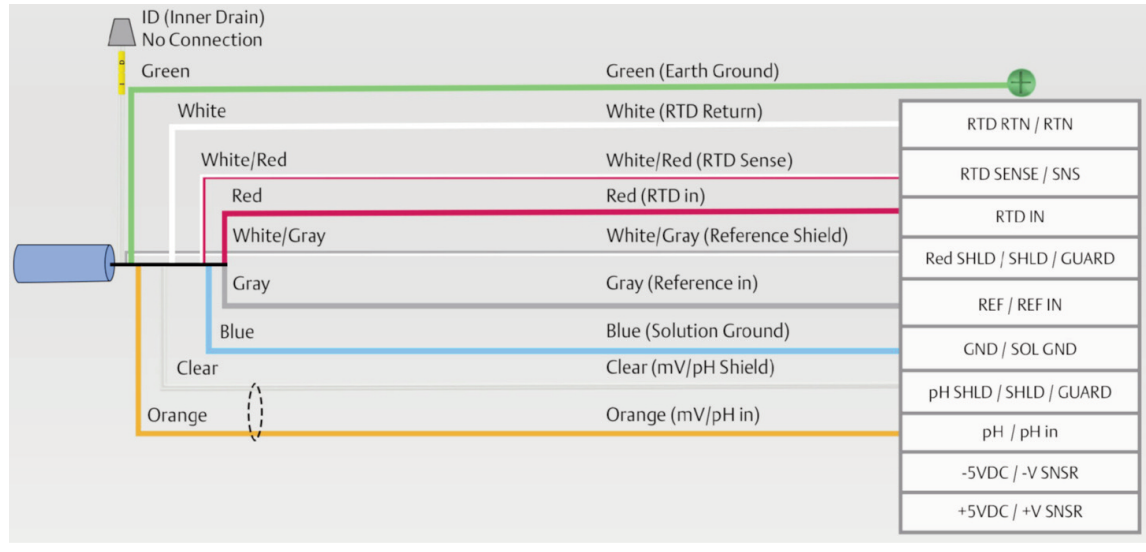 ID (Inner Drain)
No Connection
I D
Green
Green (Earth Ground)
White
White (RTD Return)
RTD RTN / RTN
White/Red
White/Red (RTD Sense)
RTD SENSE / SNS
Red
Red (RTD in)
RTD IN
White/Gray
White/Gray (Reference Shield)
Red SHLD / SHLD / GUARD
Gray
Gray (Reference in)
REF / REF IN
Blue
Blue (Solution Ground)
GND / SOL GND
Clear
Clear (mV/pH Shield)
pH SHLD / SHLD / GUARD
Orange
Orange (mV/pH in)
pH / pH in
-5VDC / -V SNSR
+5VDC / +V SNSR